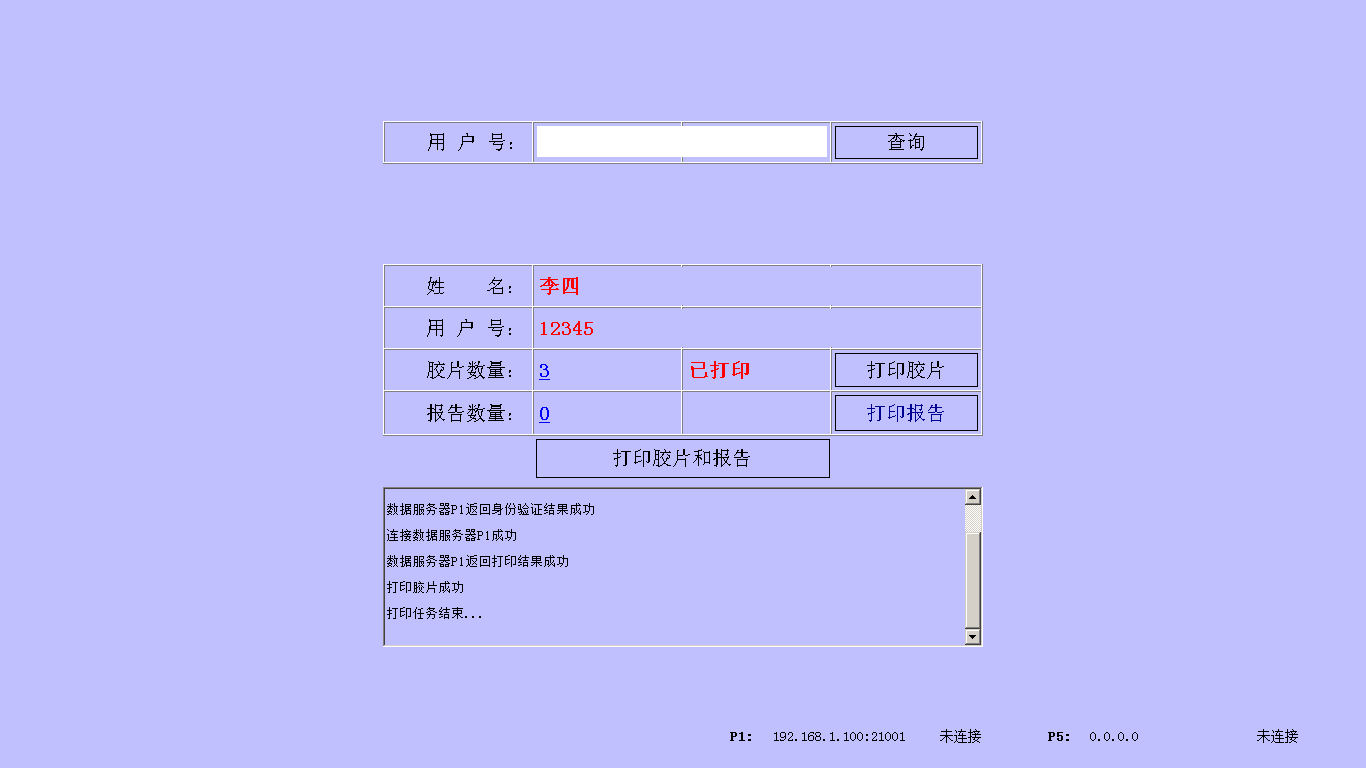 用 户 号： 查询
姓 名： 李四
用 户 号： 12345
胶片数量： 3 已打印 打印胶片
报告数量： 0 打印报告
打印胶片和报告
数据服务器P1返回身份验证结果成功
连接数据服务器P1成功
数据服务器P1返回打印结果成功
打印胶片成功
打印任务结束...
P1: 192.168.1.100:21001 未连接 P5: 0.0.0.0 未连接